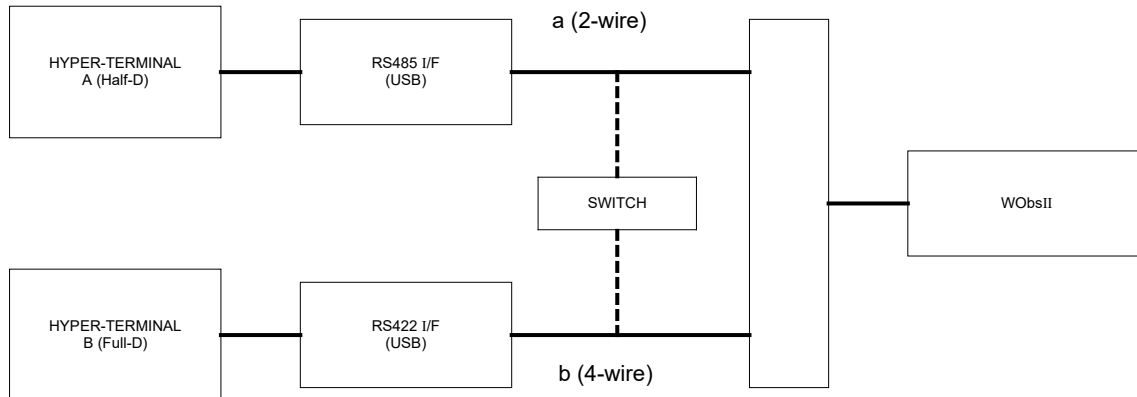 a (2-wire)
HYPER-TERMINAL
A (Half-D)
RS485 I/F
(USB)
SWITCH
WObsII
HYPER-TERMINAL
B (Full-D)
RS422 I/F
(USB)
b (4-wire)